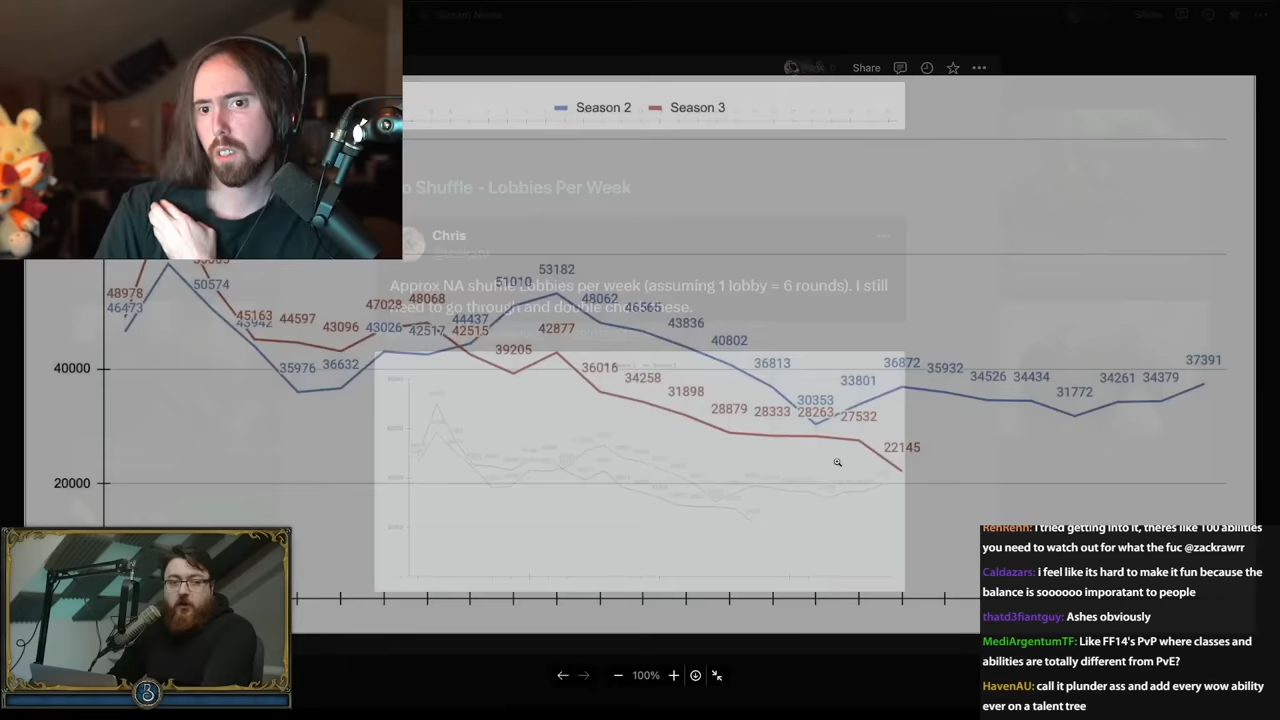 Share
Season 2 Season 3
o Shuffle - Lobbies Per Week
Chris
Approx NA shuffle Lobbies per week (assuming 1 lobby = 6 rounds). I still
need to go through and double check these.
53182
51010
50574
48978
46473
48062
46565
47028 48068
45163 44597
43942
43096
43026 42517
44437
42515
42877
43836
39205
40802
40000
35976 36632
36016
34258
31898
36813
36872 35932
34526 34434
31772
34261 34379
37391
33801
30353
28879 28333 28263 27532
22145
20000
100%
RenRenn: I tried getting into it, theres like 100 abilities
you need to watch out for what the fuc @zackrawrr
Caldazars: i feel like its hard to make it fun because the
balance is soooooo imporatant to people
thatd3fiantguy: Ashes obviously
MediArgentumTF: Like FF14's PvP where classes and
abilities are totally different from PvE?
HavenAU: call it plunder ass and add every wow ability
ever on a talent tree